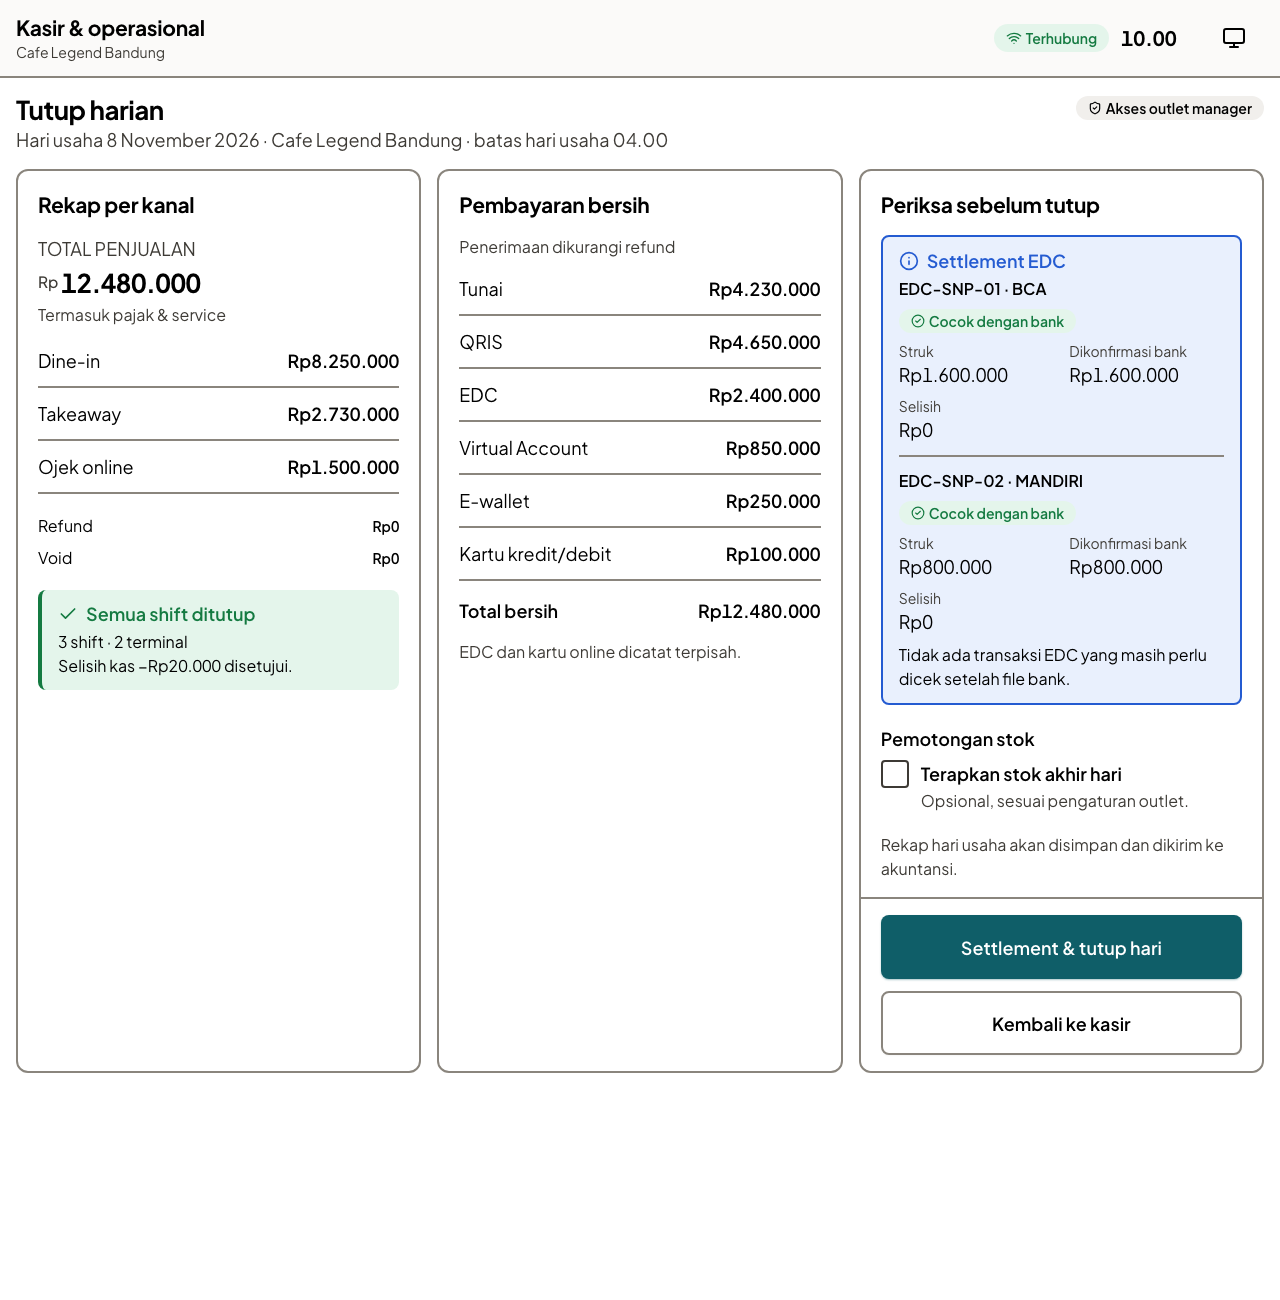 Kasir & operasional
Cafe Legend Bandung
Terhubung
10.00
Tutup harian
Hari usaha 8 November 2026 · Cafe Legend Bandung · batas hari usaha 04.00
Akses outlet manager
Rekap per kanal
TOTAL PENJUALAN
Rp 12.480.000
Termasuk pajak & service
Dine-in Rp8.250.000
Takeaway Rp2.730.000
Ojek online Rp1.500.000
Refund Rp0
Void Rp0
Semua shift ditutup
3 shift · 2 terminal
Selisih kas −Rp20.000 disetujui.
Pembayaran bersih
Penerimaan dikurangi refund
Tunai Rp4.230.000
QRIS Rp4.650.000
EDC Rp2.400.000
Virtual Account Rp850.000
E-wallet Rp250.000
Kartu kredit/debit Rp100.000
Total bersih Rp12.480.000
EDC dan kartu online dicatat terpisah.
Periksa sebelum tutup
Settlement EDC
EDC-SNP-01 · BCA
Cocok dengan bank
Struk Dikonfirmasi bank
Rp1.600.000 Rp1.600.000
Selisih
Rp0
EDC-SNP-02 · MANDIRI
Cocok dengan bank
Struk Dikonfirmasi bank
Rp800.000 Rp800.000
Selisih
Rp0
Tidak ada transaksi EDC yang masih perlu
dicek setelah file bank.
Pemotongan stok
Terapkan stok akhir hari
Opsional, sesuai pengaturan outlet.
Rekap hari usaha akan disimpan dan dikirim ke
akuntansi.
Settlement & tutup hari
Kembali ke kasir